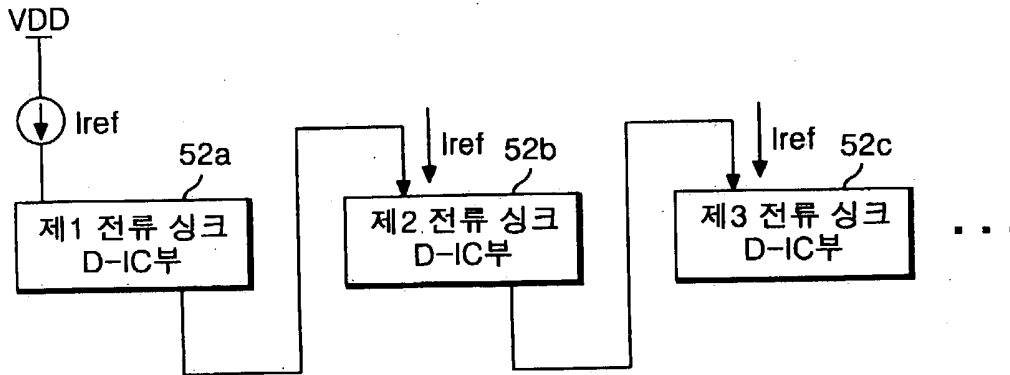 VDD
Iref
52a
제1 전류 싱크
D-IC부
Iref
52b
제2 전류 싱크
D-IC부
Iref
52c
제3 전류 싱크
D-IC부